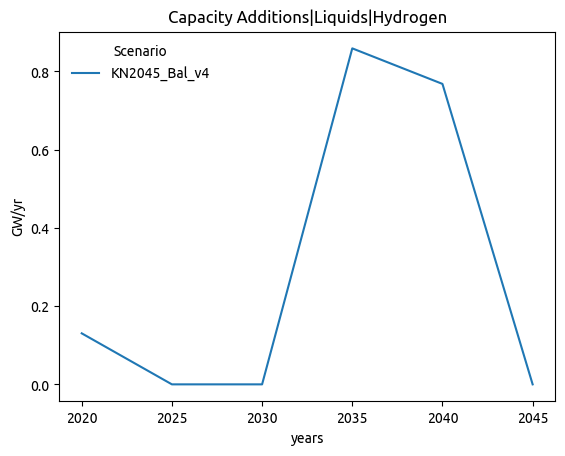 Capacity Additions|Liquids|Hydrogen
Scenario
KN2045_Bal_v4
GW/yr
0.8
0.6
0.4
0.2
0.0
2020 2025 2030 2035 2040 2045
years